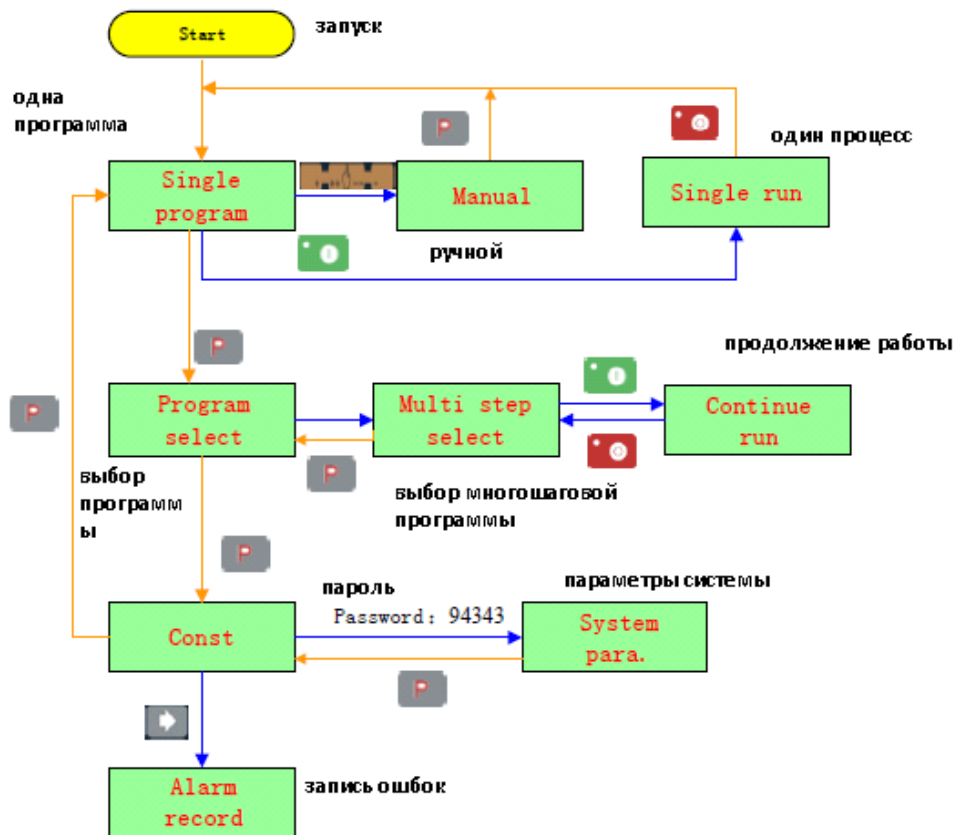 Start
запуск
одна
программа
P
один процесс
Single
program
Manual
Single run
ручной
P
продолжение работы
P
Program
select
Multi step
select
Continue
run
P
выбор
программ
ы
выбор многошаговой
программы
P
пароль
параметры системы
Password: 94343
Const
System
para.
P
запись ошбок
Alarm
record